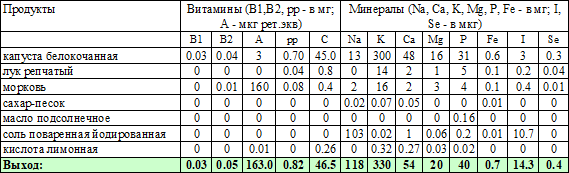 Продукты Витамины (В1,В2, рр - в мг; Минералы (Na, Ca, K, Mg, P, Fe - в мг; I,
А - мкг рет.экв) Se - в мкг)
В1 В2 А рр С Na K Ca Mg P Fe I Se
капуста белокочанная 0.03 0.04 3 0.70 45.0 13 300 48 16 31 0.6 3 0.3
лук репчатый 0 0 0 0.04 0.8 0 14 2 1 5 0.1 0.2 0.04
морковь 0 0.01 160 0.08 0.4 2 16 2 3 4 0.1 0.4 0.01
сахар-песок 0 0 0 0 0 0.02 0.07 0.05 0 0 0.01 0 0
масло подсолнечное 0 0 0 0 0 0 0 0 0 0.16 0 0 0
соль поваренная йодированная 0 0 0 0 0 103 0.02 1 0.06 0.2 0.01 10.7 0
кислота лимонная 0 0 0.01 0 0.26 0 0.32 0.27 0.03 0.02 0 0 0
Выход: 0.03 0.05 163.0 0.82 46.5 118 330 54 20 40 0.7 14.3 0.4